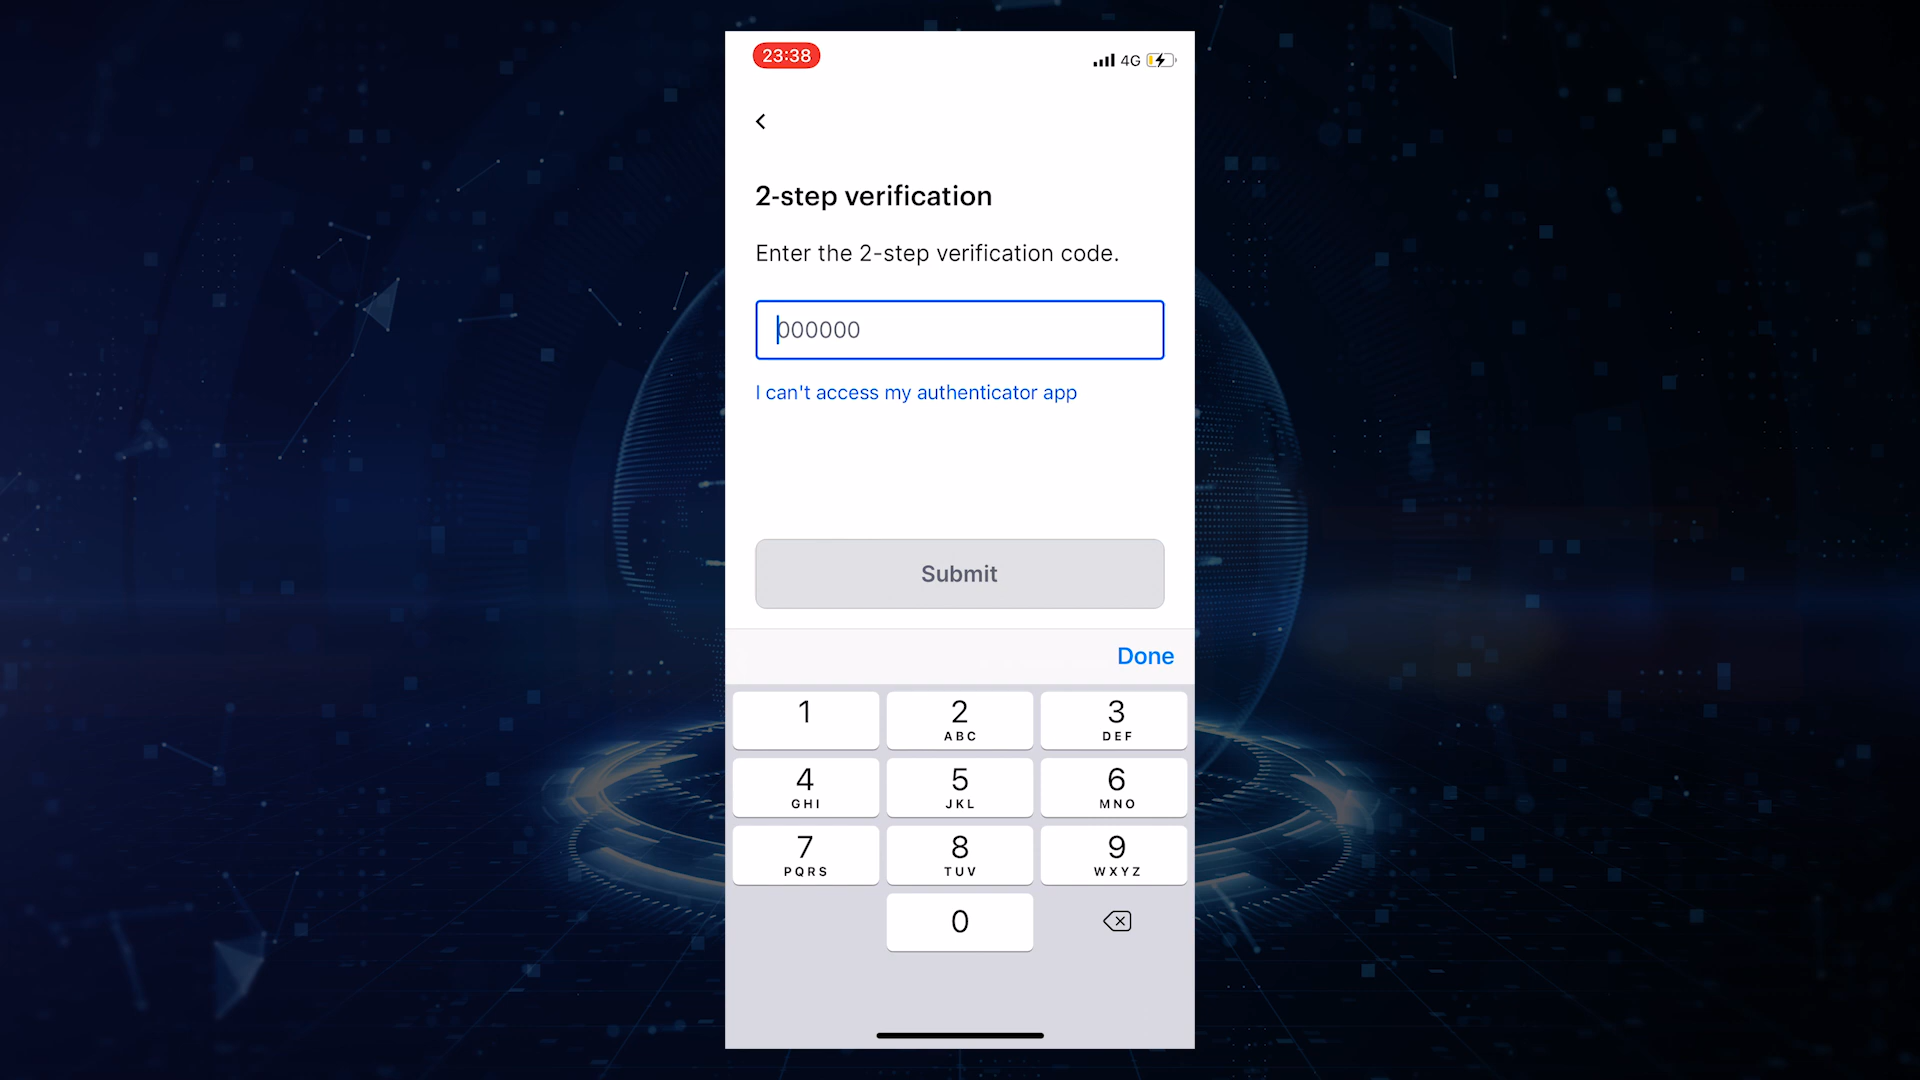 23:38
4G
2-step verification
Enter the 2-step verification code.
000000
I can't access my authenticator app
Submit
Done
1
2
ABC
3
DEF
4
GHI
5
JKL
6
MNO
7
PQRS
8
TUV
9
WXYZ
0